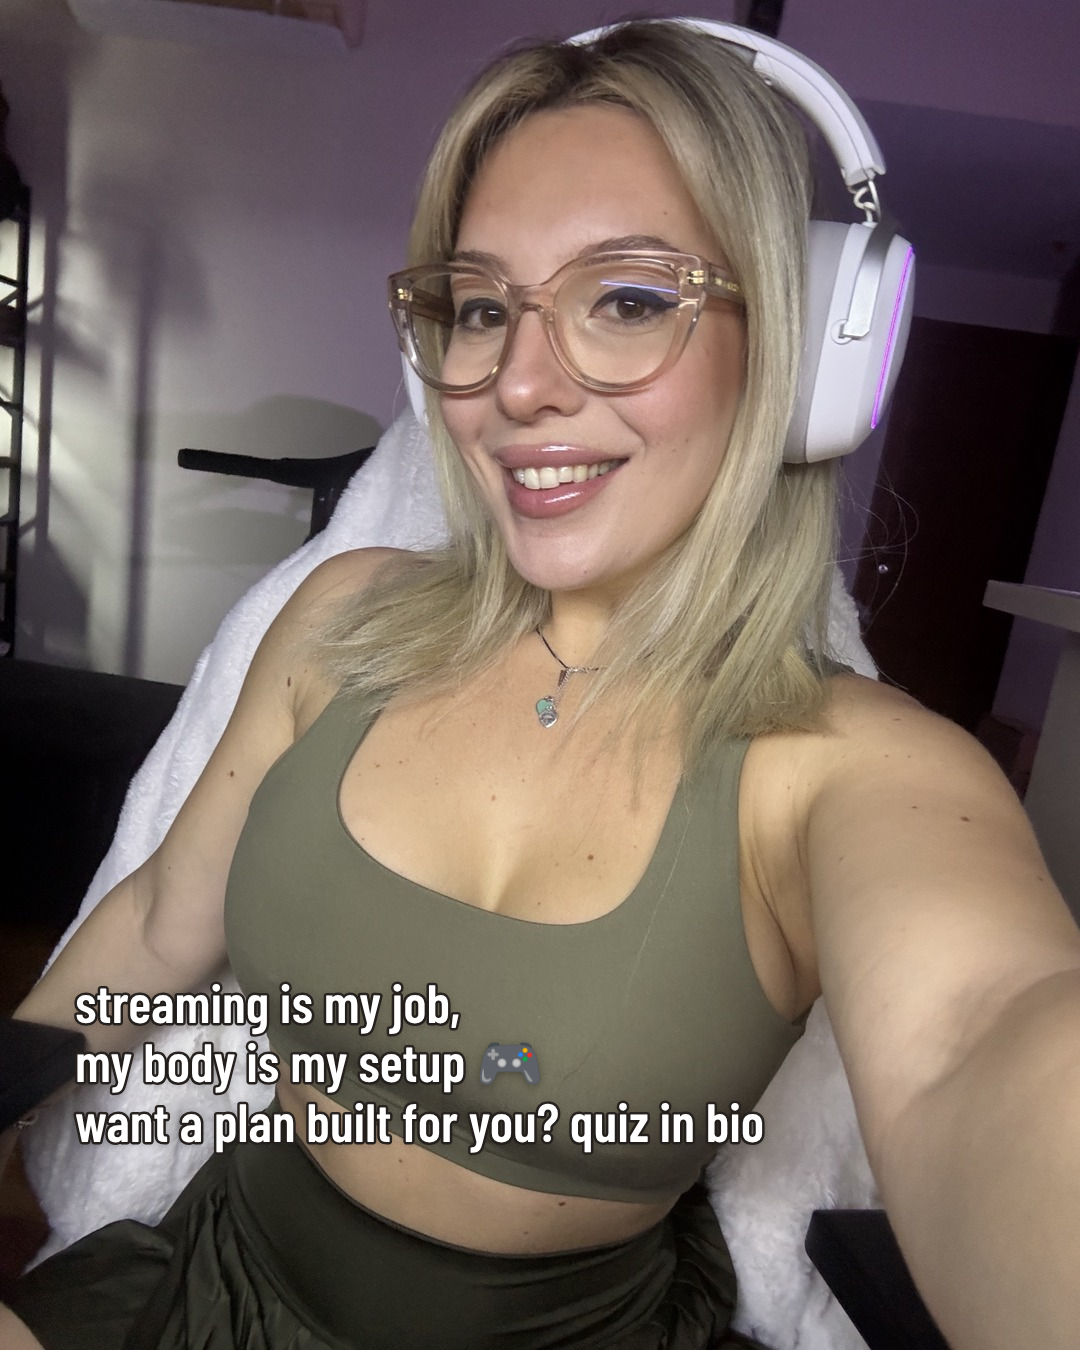 streaming is my job,
my body is my setup 🎮
want a plan built for you? quiz in bio